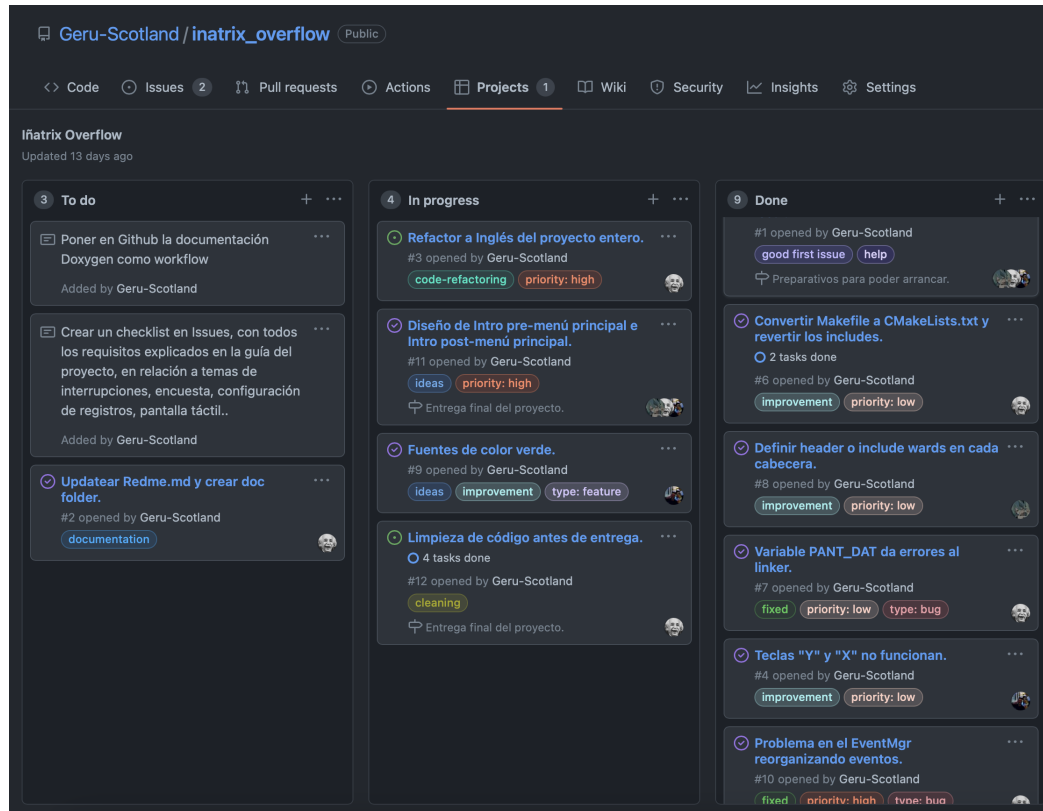 Geru-Scotland / inatrix_overflow Public
Code Issues 2 Pull requests Actions Projects 1 Wiki Security Insights Settings
Iñatrix Overflow
Updated 13 days ago
3 To do + ...
Poner en Github la documentación ...
Doxygen como workflow
Added by Geru-Scotland
Crear un checklist en Issues, con todos ...
los requisitos explicados en la guía del
proyecto, en relación a temas de
interrupciones, encuesta, configuración
de registros, pantalla táctil..
Added by Geru-Scotland
Updatear Redme.md y crear doc ...
folder.
#2 opened by Geru-Scotland
documentation
4 In progress + ...
Refactor a Inglés del proyecto entero. ...
#3 opened by Geru-Scotland
code-refactoring priority: high
Diseño de Intro pre-menú principal e ...
Intro post-menú principal.
#11 opened by Geru-Scotland
ideas priority: high
Entrega final del proyecto.
Fuentes de color verde. ...
#9 opened by Geru-Scotland
ideas improvement type: feature
Limpieza de código antes de entrega. ...
4 tasks done
#12 opened by Geru-Scotland
cleaning
Entrega final del proyecto.
9 Done + ...
#1 opened by Geru-Scotland
good first issue help
Preparativos para poder arrancar.
Convertir Makefile a CMakeLists.txt y ...
revertir los includes.
2 tasks done
#6 opened by Geru-Scotland
improvement priority: low
Definir header o include wards en cada ...
cabecera.
#8 opened by Geru-Scotland
improvement priority: low
Variable PANT_DAT da errores al ...
linker.
#7 opened by Geru-Scotland
fixed priority: low type: bug
Teclas "Y" y "X" no funcionan. ...
#4 opened by Geru-Scotland
improvement priority: low
Problema en el EventMgr ...
reorganizando eventos.
#10 opened by Geru-Scotland
fixed priority: high type: bug